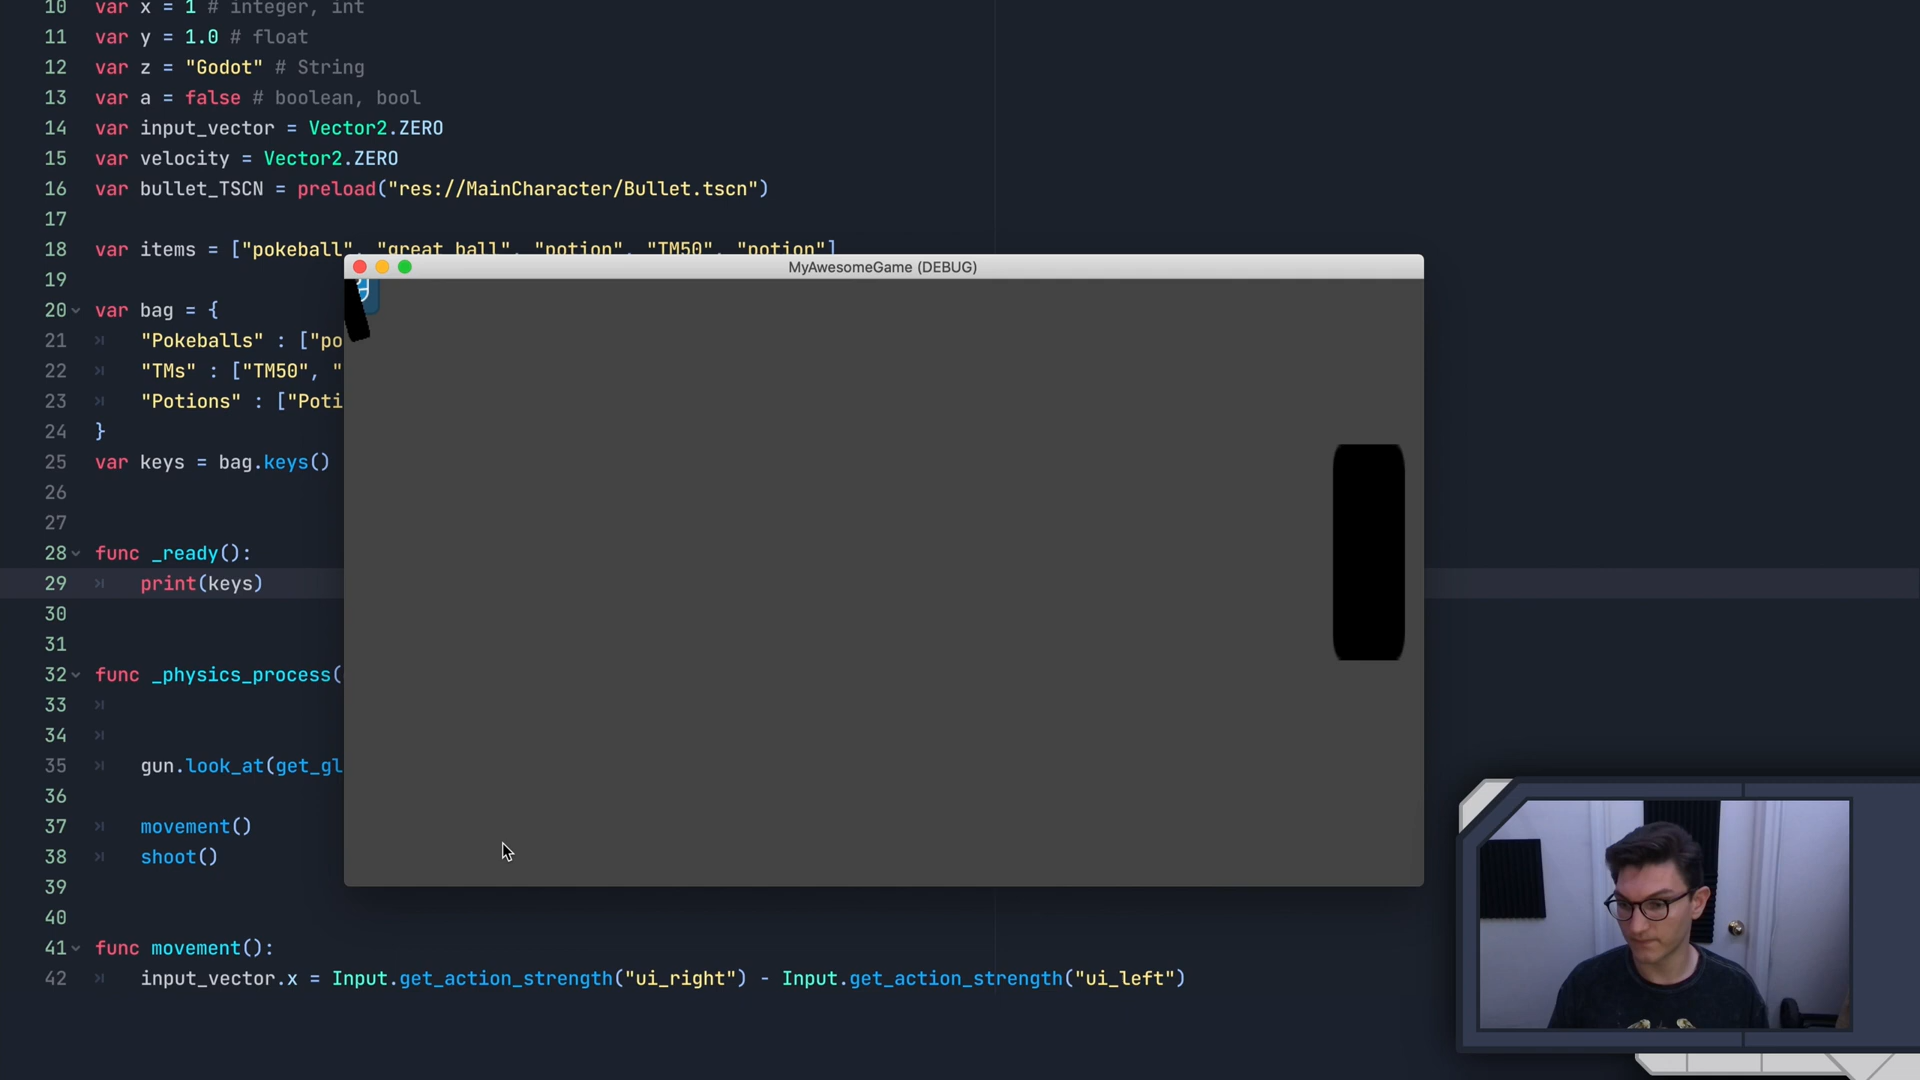 10 var x = 1 # integer, int
11 var y = 1.0 # float
12 var z = "Godot" # String
13 var a = false # boolean, bool
14 var input_vector = Vector2.ZERO
15 var velocity = Vector2.ZERO
16 var bullet_TSCN = preload("res://MainCharacter/Bullet.tscn")
17
18 var items = ["pokeball", "great ball", "potion", "TM50", "potion"]
MyAwesomeGame (DEBUG)
19
20 var bag = {
21 "Pokeballs" : ["po
22 "TMs" : ["TM50", "
23 "Potions" : ["Poti
24 }
25 var keys = bag.keys()
26
27
28 func _ready():
29 print(keys)
30
31
32 func _physics_process(
33
34
35 gun.look_at(get_gl
36
37 movement()
38 shoot()
39
40
41 func movement():
42 input_vector.x = Input.get_action_strength("ui_right") - Input.get_action_strength("ui_left")